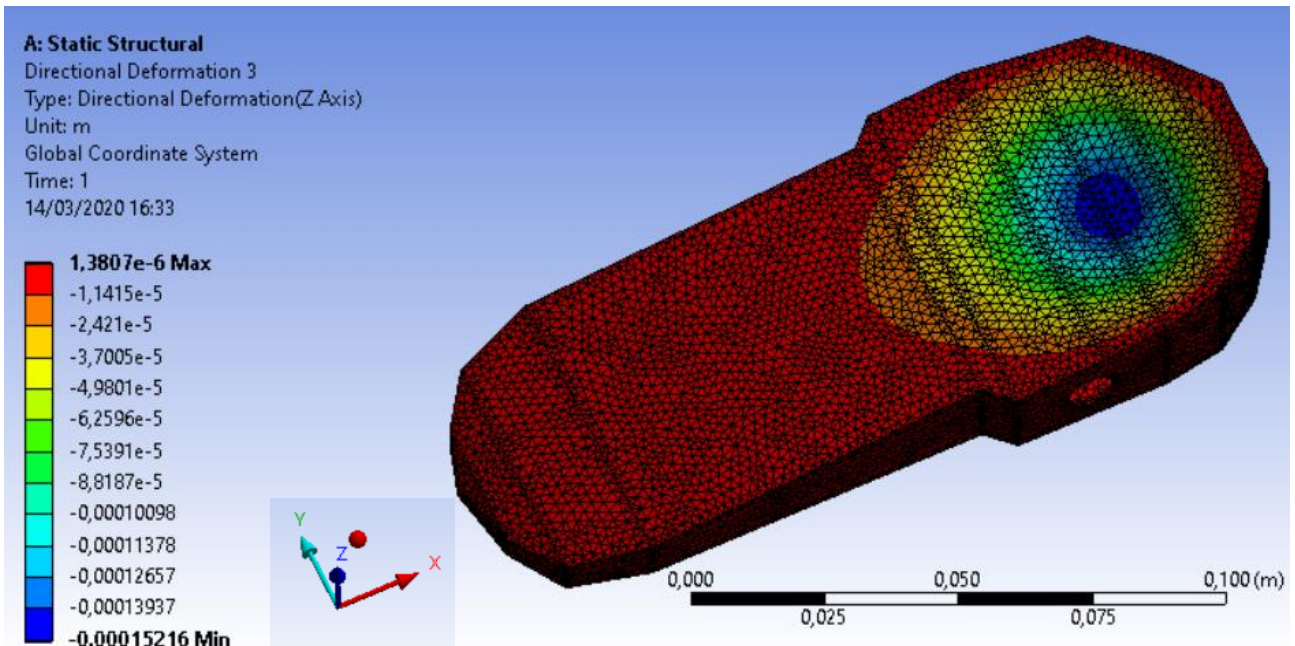 A: Static Structural
Directional Deformation 3
Type: Directional Deformation(Z Axis)
Unit: m
Global Coordinate System
Time: 1
14/03/2020 16:33
1,3807e-6 Max
-1,1415e-5
-2,421e-5
-3,7005e-5
-4,9801e-5
-6,2596e-5
-7,5391e-5
-8,8187e-5
-0,00010098
-0,00011378
-0,00012657
-0,00013937
-0,00015216 Min
Y
Z
X
0,000 0,050 0,100 (m)
0,025 0,075